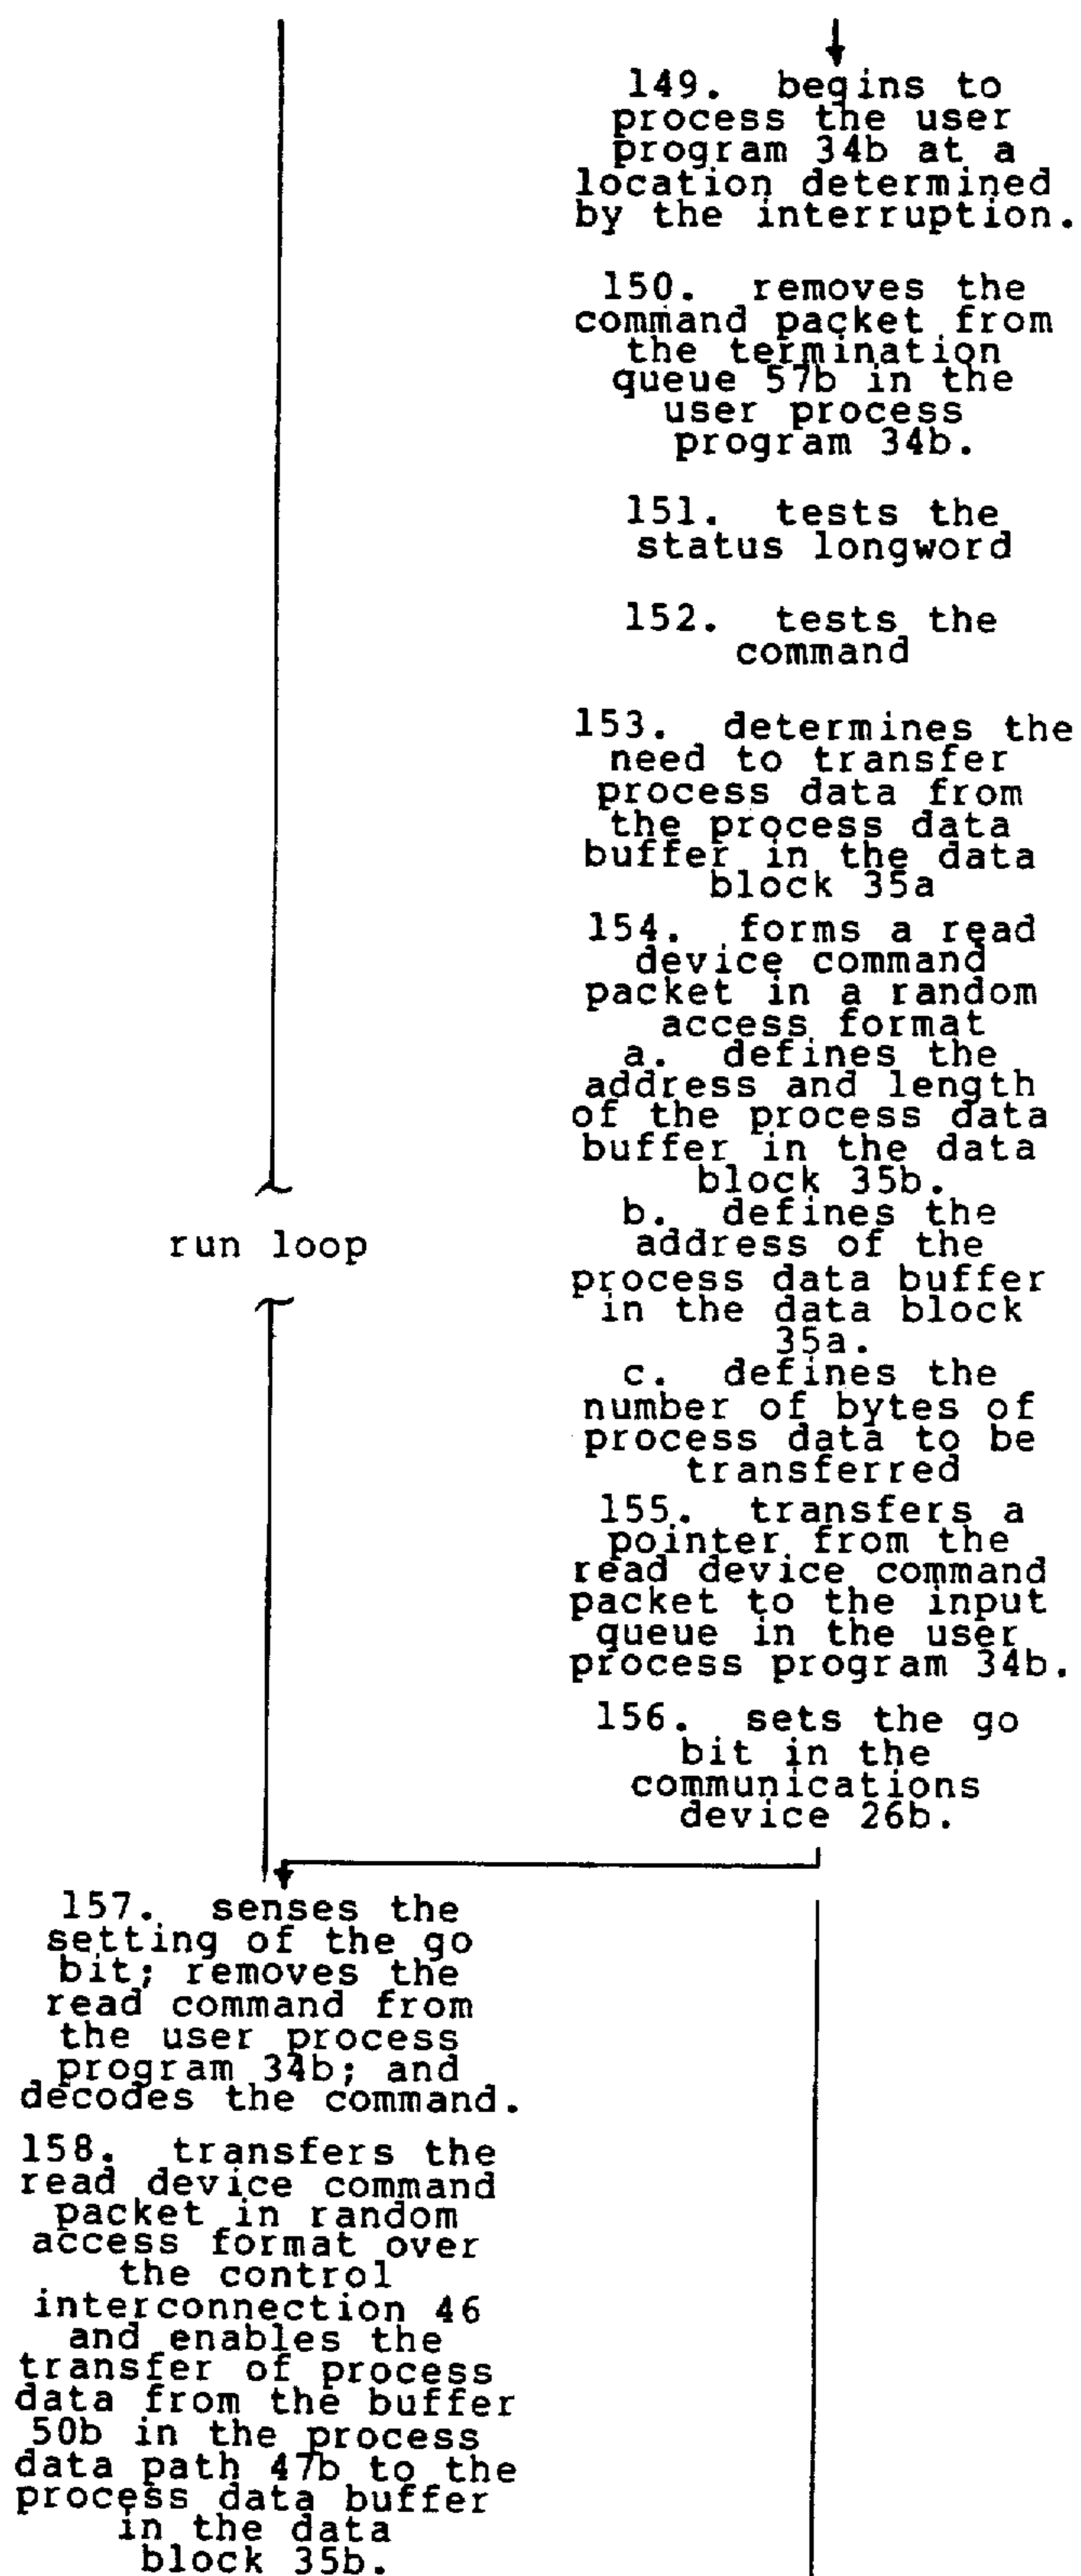 149. begins to
process the user
program 34b at a
location determined
by the interruption.
150. removes the
command packet from
the termination
queue 57b in the
user process
program 34b.
151. tests the
status longword
152. tests the
command
153. determines the
need to transfer
process data from
the process data
buffer in the data
block 35a
154. forms a read
device command
packet in a random
access format
a. defines the
address and length
of the process data
buffer in the data
block 35b.
b. defines the
address of the
process data buffer
in the data block
35a.
c. defines the
number of bytes of
process data to be
transferred
155. transfers a
pointer from the
read device command
packet to the input
queue in the user
process program 34b.
156. sets the go
bit in the
communications
device 26b.
run loop
157. senses the
setting of the go
bit; removes the
read command from
the user process
program 34b; and
decodes the command.
158. transfers the
read device command
packet in random
access format over
the control
interconnection 46
and enables the
transfer of process
data from the buffer
50b in the process
data path 47b to the
process data buffer
in the data
block 35b.